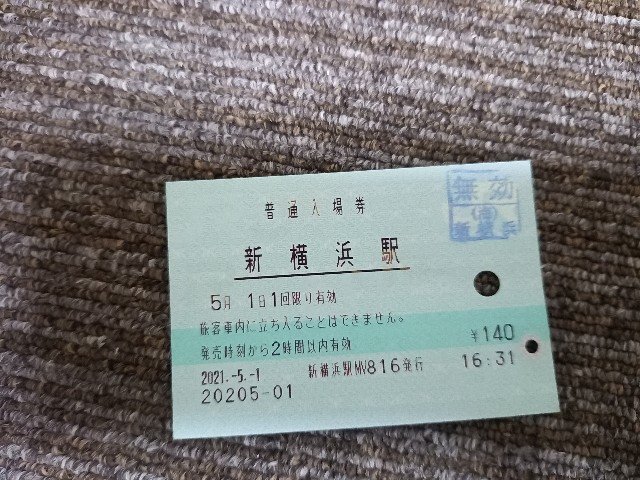 普通入場券
無効
新横浜
新横浜駅
5月 1日1回限り有効
旅客車内に立ち入ることはできません。
発売時刻から2時間以内有効
¥140
2021.-5.-1 新横浜駅MV816発行 16:31
20205-01